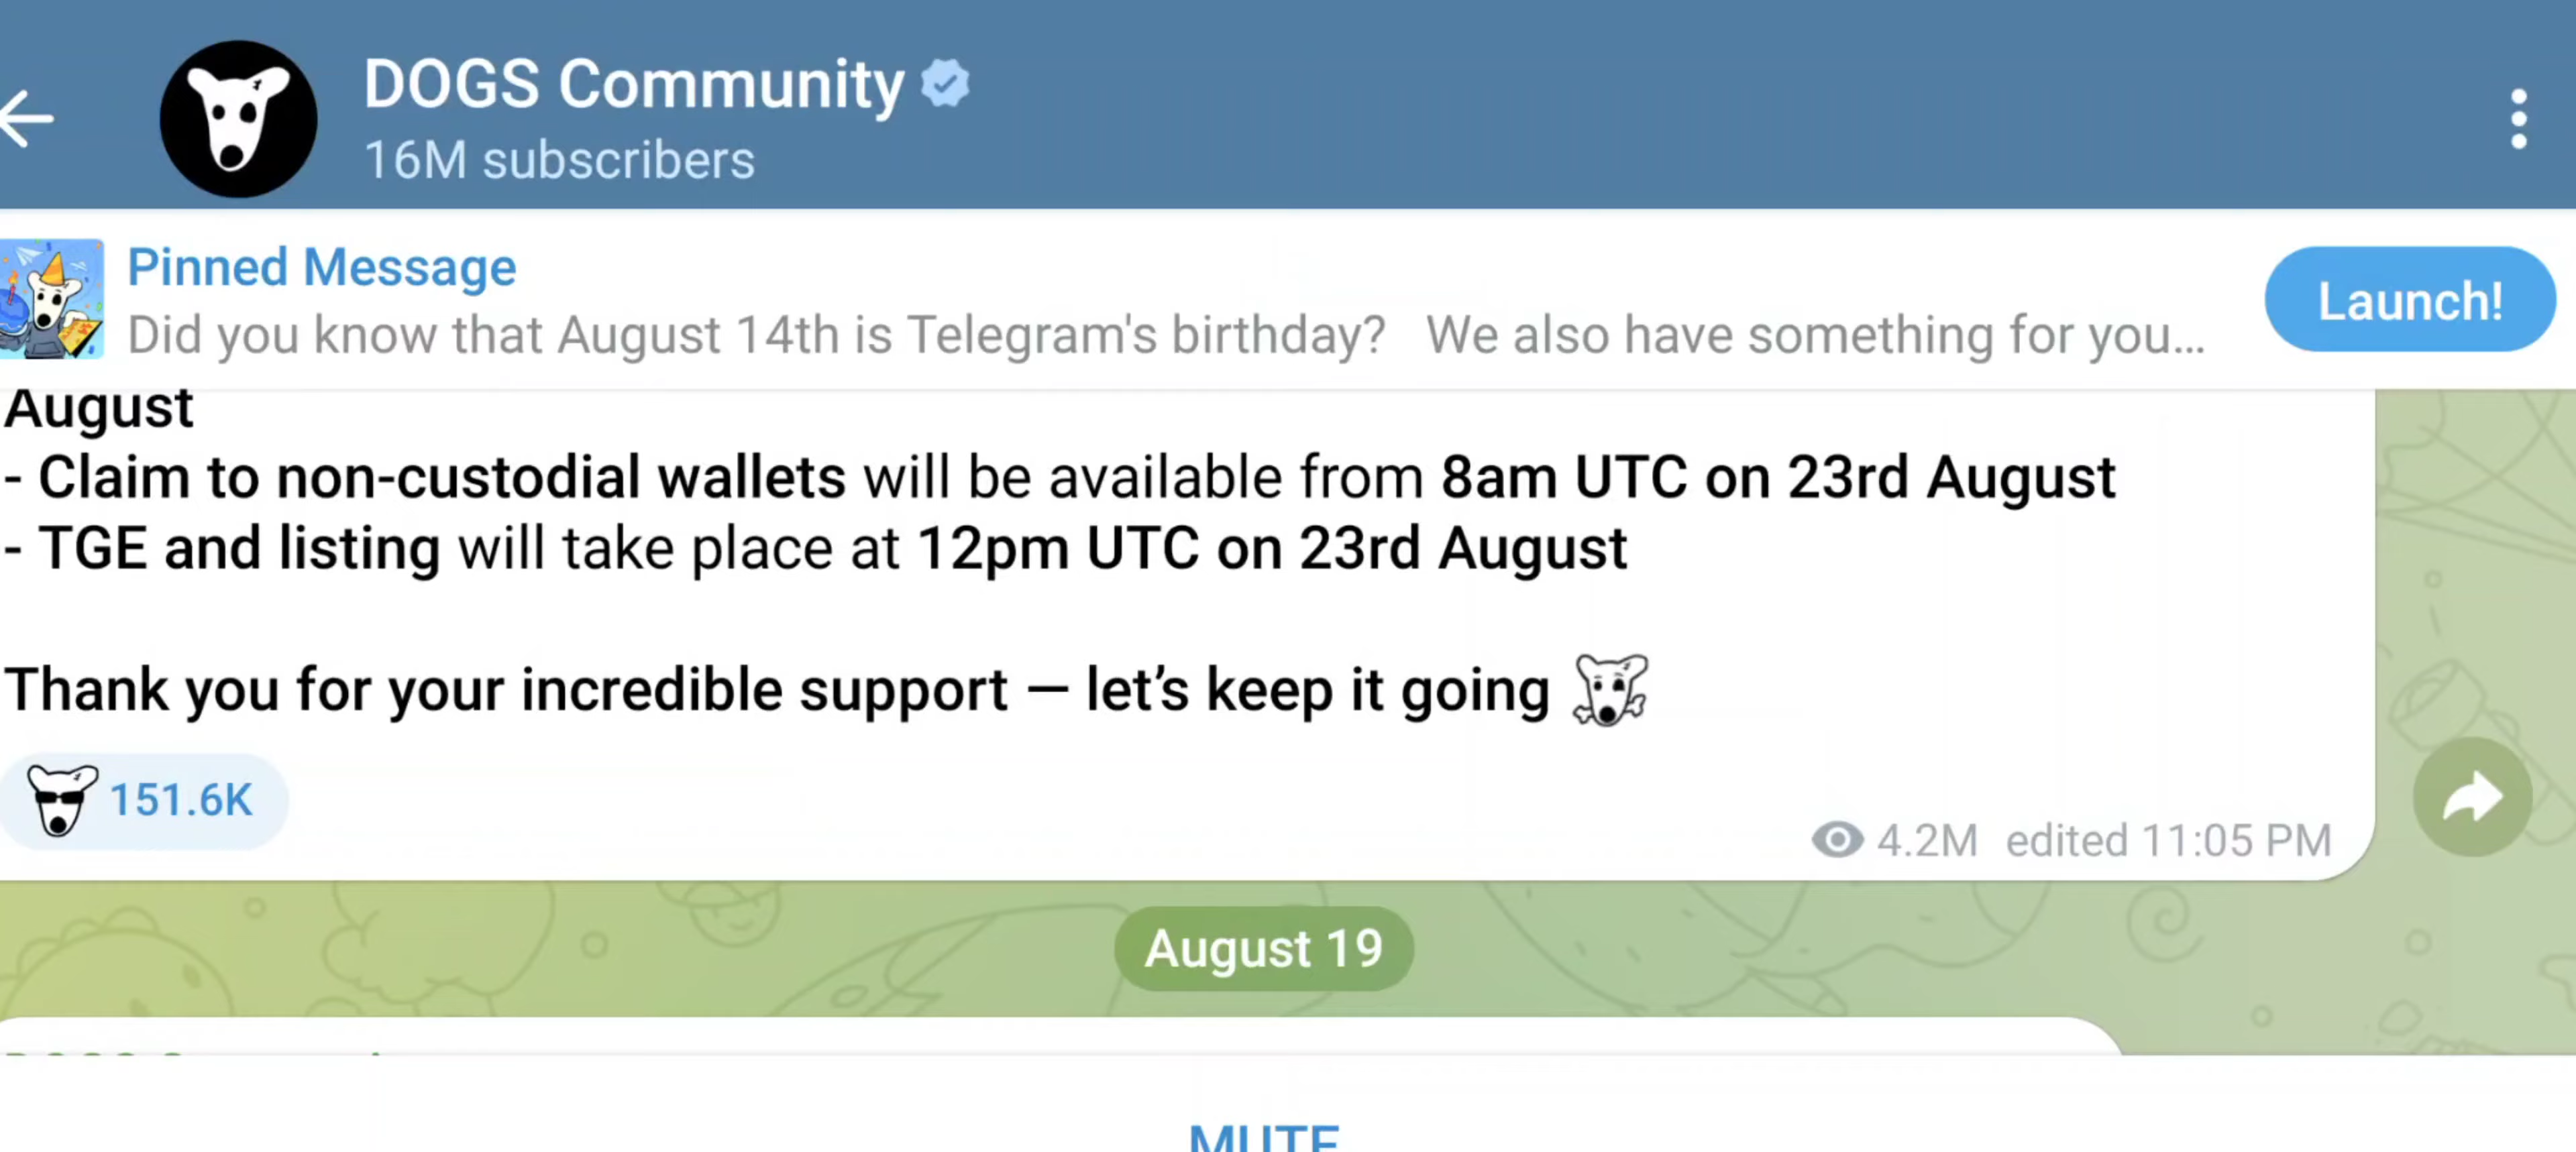 DOGS Community
16M subscribers
Pinned Message
Did you know that August 14th is Telegram's birthday? We also have something for you...
Launch!
August
- Claim to non-custodial wallets will be available from 8am UTC on 23rd August
- TGE and listing will take place at 12pm UTC on 23rd August
Thank you for your incredible support — let’s keep it going
151.6K
4.2M edited 11:05 PM
August 19
MUTE